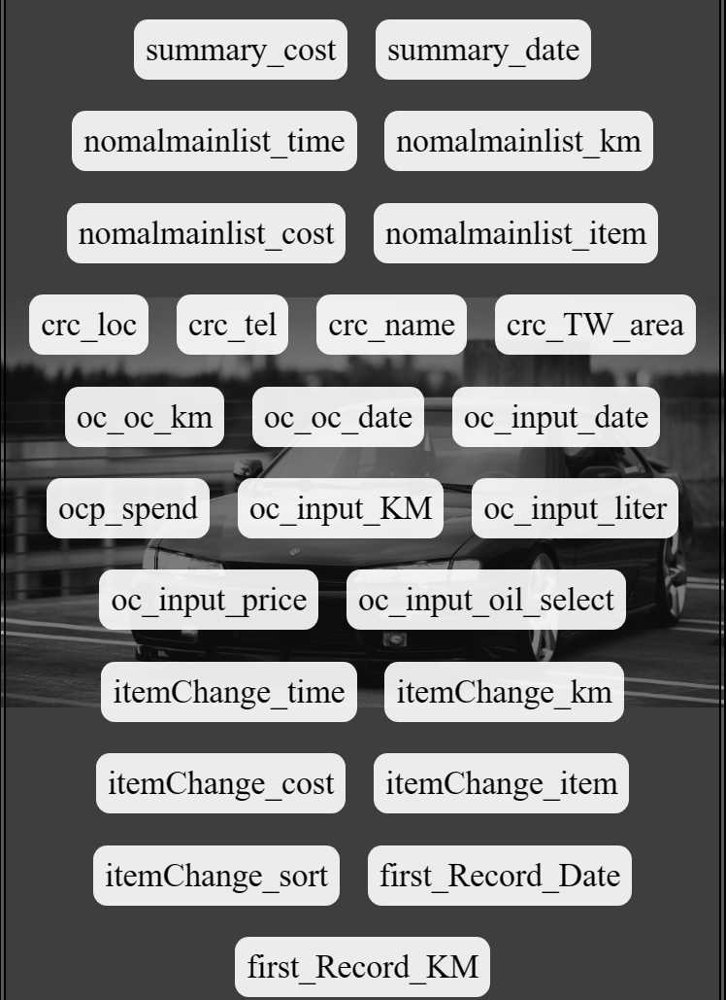 summary_cost summary_date
nomalmainlist_time nomalmainlist_km
nomalmainlist_cost nomalmainlist_item
crc_loc crc_tel crc_name crc_TW_area
oc_oc_km oc_oc_date oc_input_date
ocp_spend oc_input_KM oc_input_liter
oc_input_price oc_input_oil_select
itemChange_time itemChange_km
itemChange_cost itemChange_item
itemChange_sort first_Record_Date
first_Record_KM